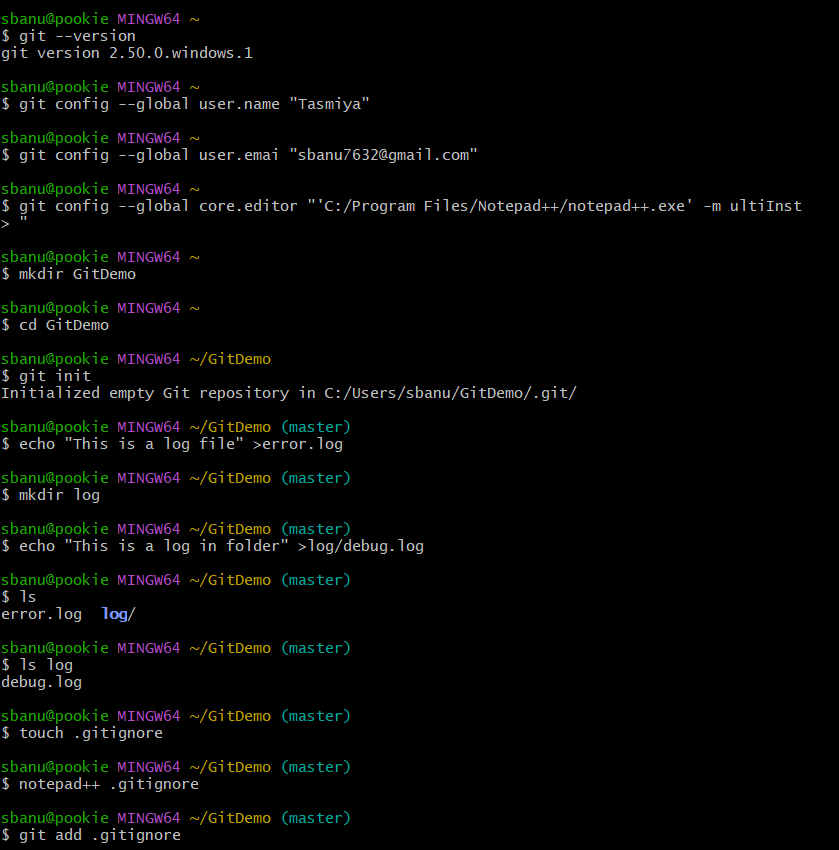 sbanu@pookie MINGW64 ~
$ git --version
git version 2.50.0.windows.1

sbanu@pookie MINGW64 ~
$ git config --global user.name "Tasmiya"

sbanu@pookie MINGW64 ~
$ git config --global user.emai "sbanu7632@gmail.com"

sbanu@pookie MINGW64 ~
$ git config --global core.editor "'C:/Program Files/Notepad++/notepad++.exe' -m ultiInst
> "

sbanu@pookie MINGW64 ~
$ mkdir GitDemo

sbanu@pookie MINGW64 ~
$ cd GitDemo

sbanu@pookie MINGW64 ~/GitDemo
$ git init
Initialized empty Git repository in C:/Users/sbanu/GitDemo/.git/

sbanu@pookie MINGW64 ~/GitDemo (master)
$ echo "This is a log file" >error.log

sbanu@pookie MINGW64 ~/GitDemo (master)
$ mkdir log

sbanu@pookie MINGW64 ~/GitDemo (master)
$ echo "This is a log in folder" >log/debug.log

sbanu@pookie MINGW64 ~/GitDemo (master)
$ ls
error.log  log/

sbanu@pookie MINGW64 ~/GitDemo (master)
$ ls log
debug.log

sbanu@pookie MINGW64 ~/GitDemo (master)
$ touch .gitignore

sbanu@pookie MINGW64 ~/GitDemo (master)
$ notepad++ .gitignore

sbanu@pookie MINGW64 ~/GitDemo (master)
$ git add .gitignore